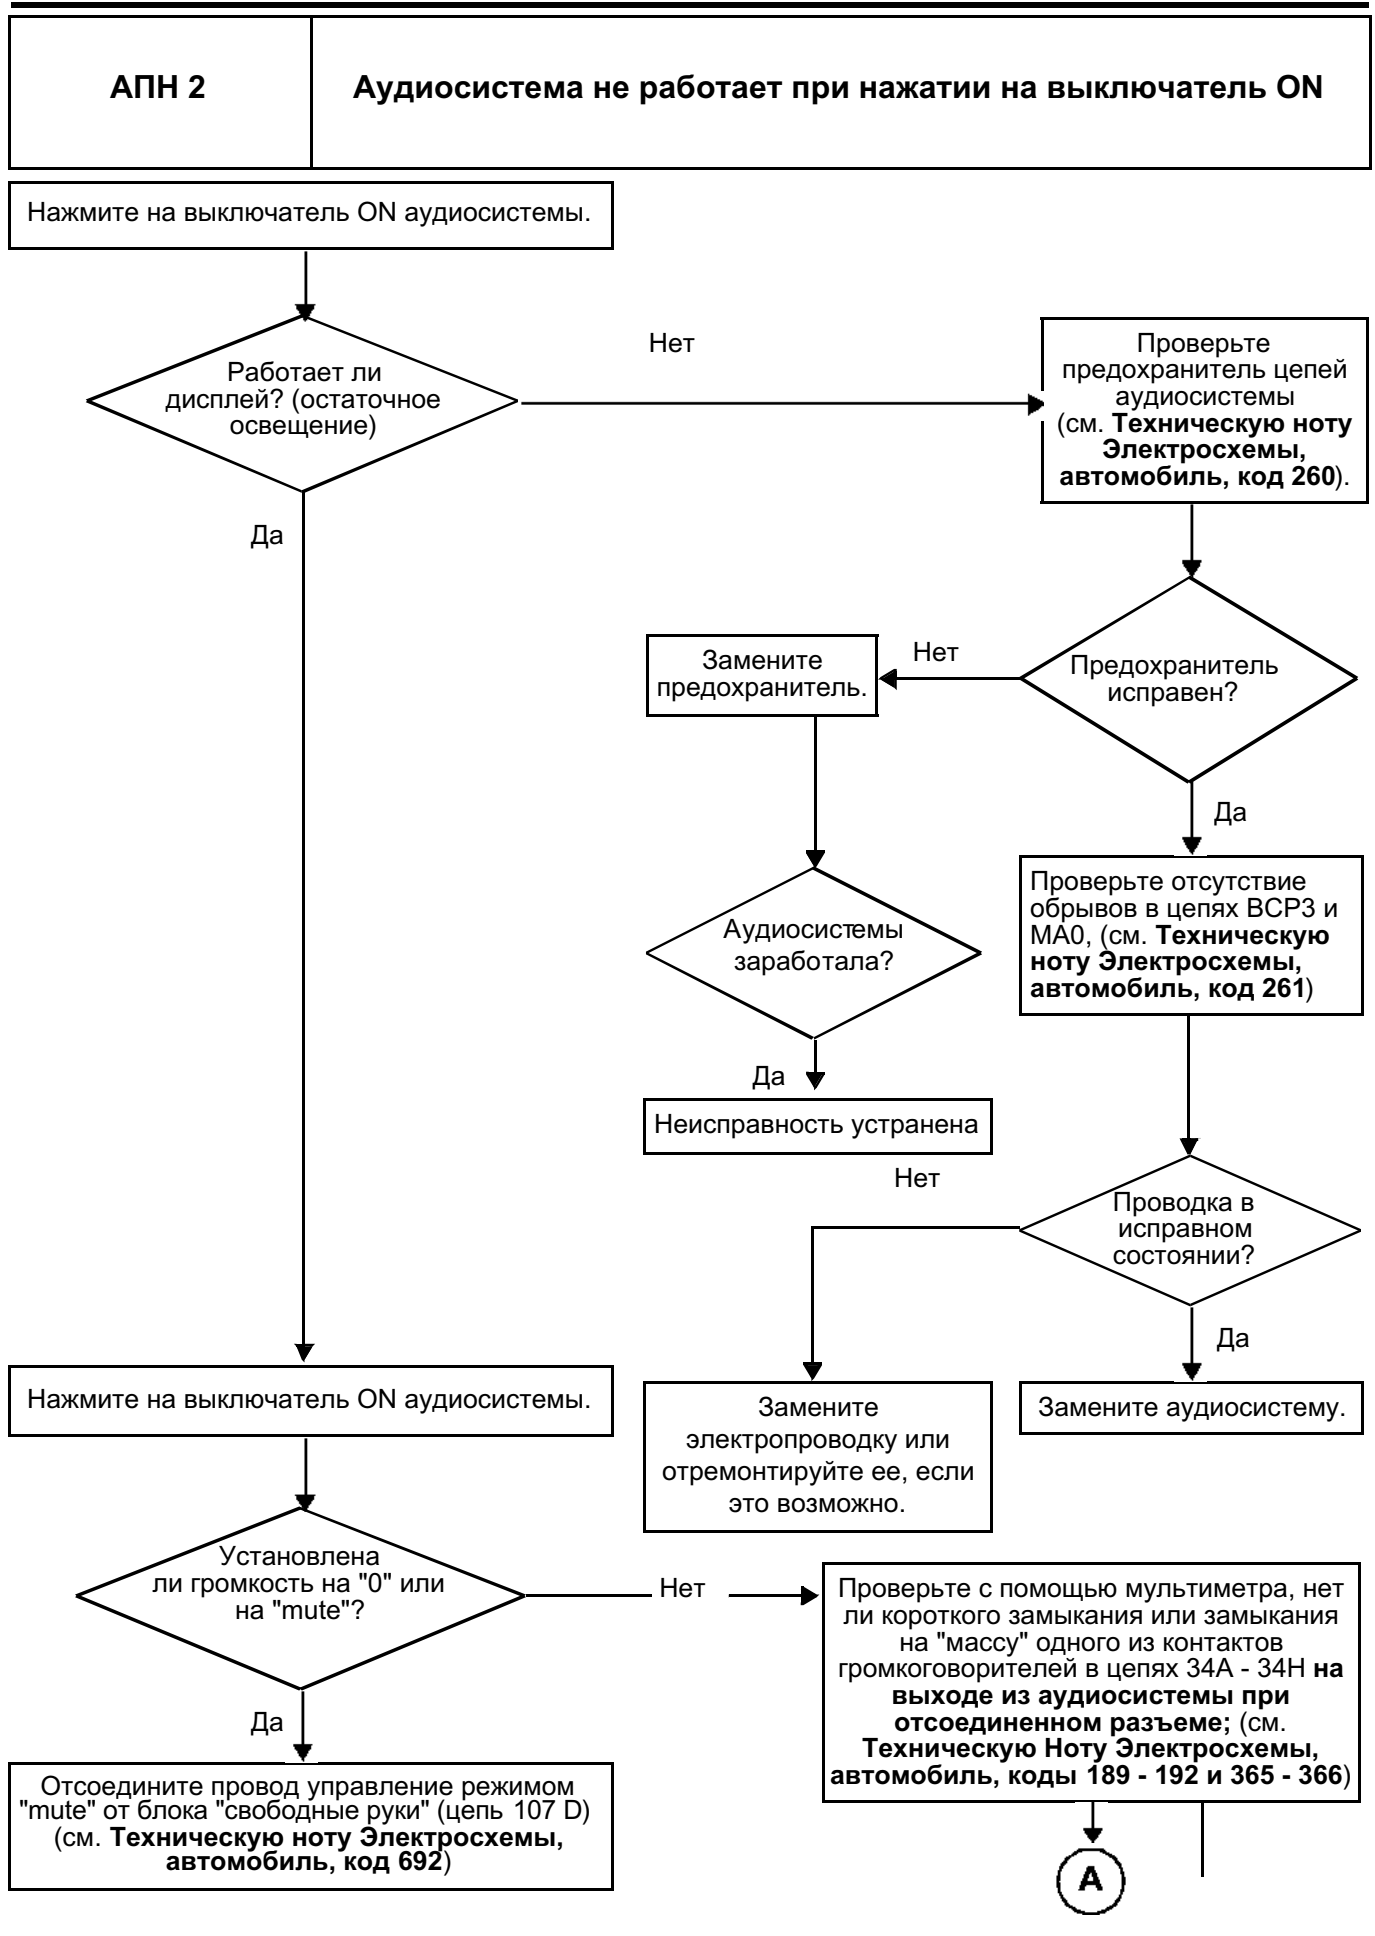 АПН 2
Аудиосистема не работает при нажатии на выключатель ON
Нажмите на выключатель ON аудиосистемы.
Работает ли
дисплей? (остаточное
освещение)
Нет
Проверьте
предохранитель цепей
аудиосистемы
(см. Техническую ноту
Электросхемы,
автомобиль, код 260).
Да
Замените
предохранитель.
Нет
Предохранитель
исправен?
Да
Аудиосистемы
заработала?
Проверьте отсутствие
обрывов в цепях BCP3 и
MA0, (см. Техническую
ноту Электросхемы,
автомобиль, код 261)
Да
Неисправность устранена
Нет
Проводка в
исправном
состоянии?
Да
Нажмите на выключатель ON аудиосистемы.
Замените
электропроводку или
отремонтируйте ее, если
это возможно.
Замените аудиосистему.
Установлена
ли громкость на "0" или
на "mute"?
Нет
Проверьте с помощью мультиметра, нет
ли короткого замыкания или замыкания
на "массу" одного из контактов
громкоговорителей в цепях 34A - 34H на
выходе из аудиосистемы при
отсоединенном разъеме; (см.
Техническую Ноту Электросхемы,
автомобиль, коды 189 - 192 и 365 - 366)
Да
Отсоедините провод управление режимом
"mute" от блока "свободные руки" (цепь 107 D)
(см. Техническую ноту Электросхемы,
автомобиль, код 692)
A